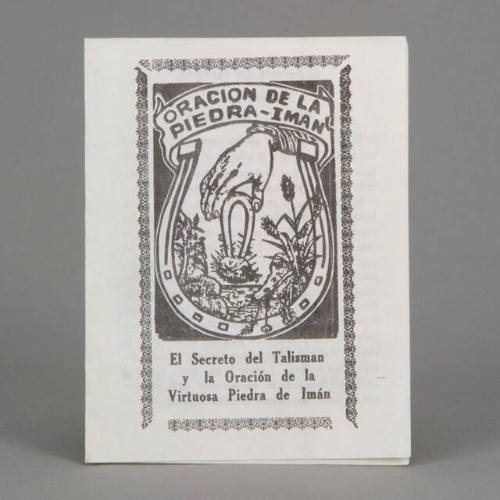 ORACION DE LA
PIEDRA-IMAN
El Secreto del Talisman
y la Oración de la
Virtuosa Piedra de Imán